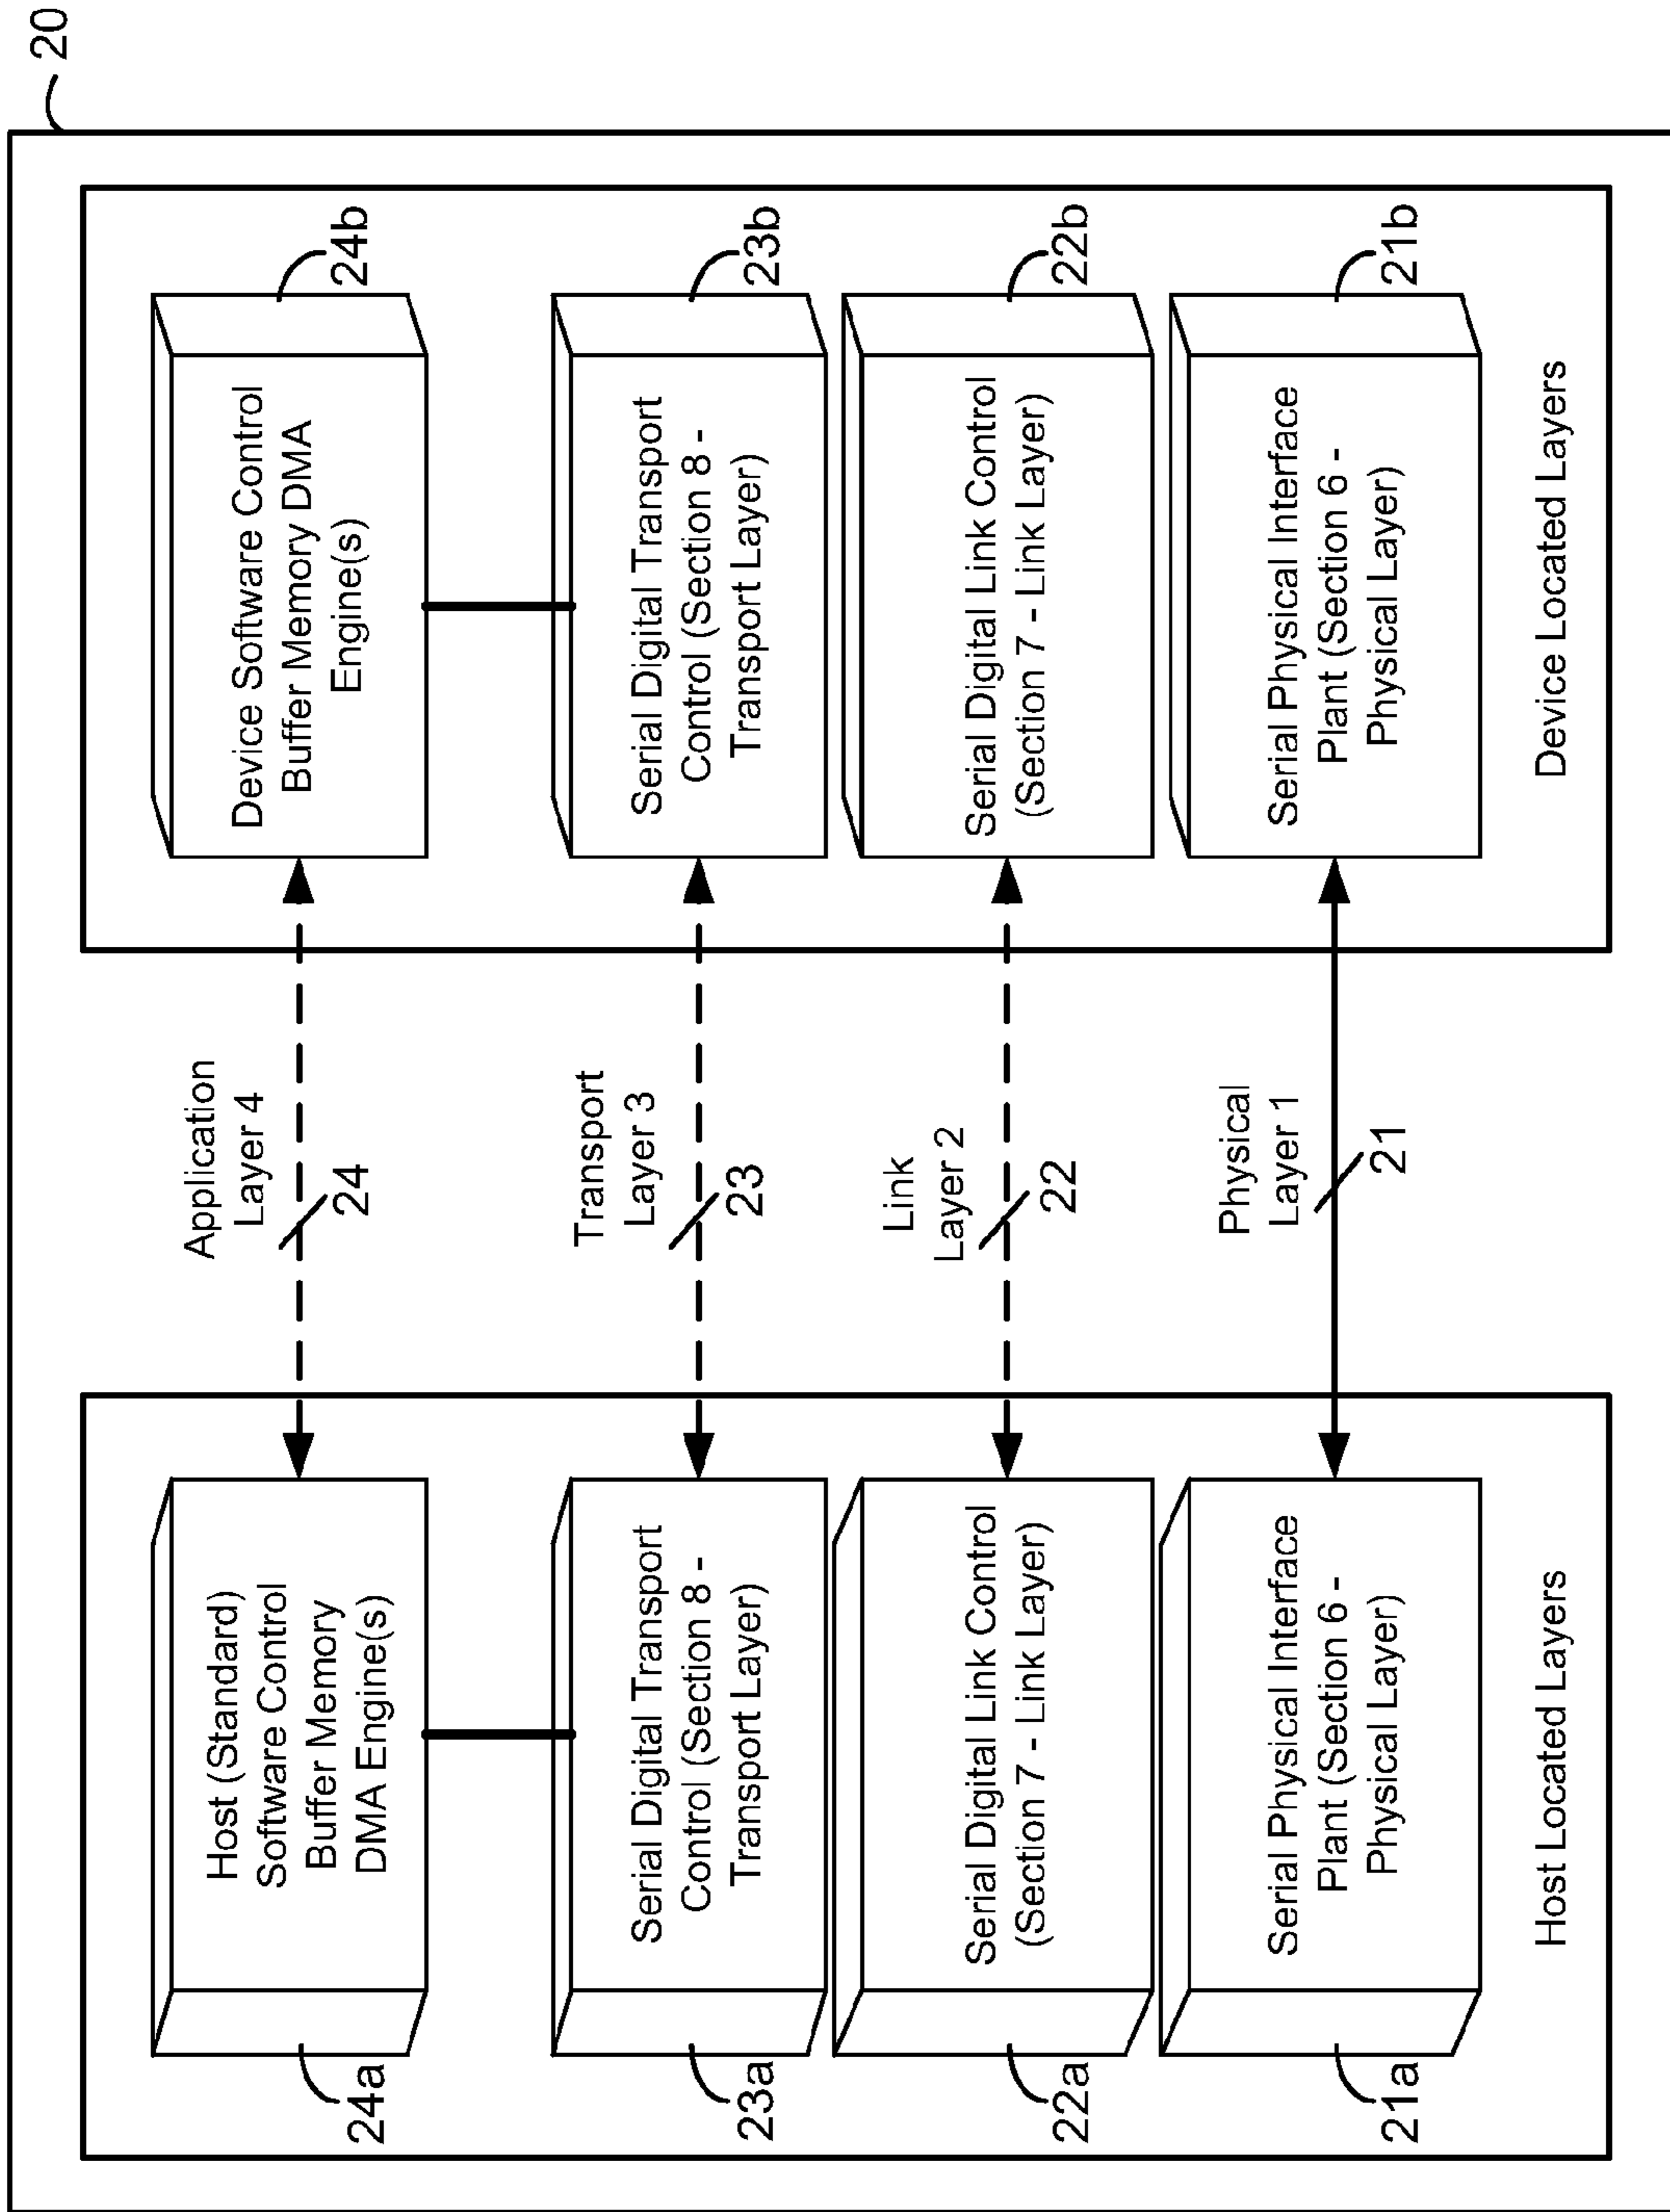 20
24a
Host (Standard)
Software Control
Buffer Memory
DMA Engine(s)
Application
Layer 4
24
Device Software Control
Buffer Memory DMA
Engine(s)
24b
23a
Serial Digital Transport
Control (Section 8 -
Transport Layer)
Transport
Layer 3
23
Serial Digital Transport
Control (Section 8 -
Transport Layer)
23b
22a
Serial Digital Link Control
(Section 7 - Link Layer)
Link
Layer 2
22
Serial Digital Link Control
(Section 7 - Link Layer)
22b
21a
Serial Physical Interface
Plant (Section 6 -
Physical Layer)
Physical
Layer 1
21
Serial Physical Interface
Plant (Section 6 -
Physical Layer)
21b
Host Located Layers
Device Located Layers